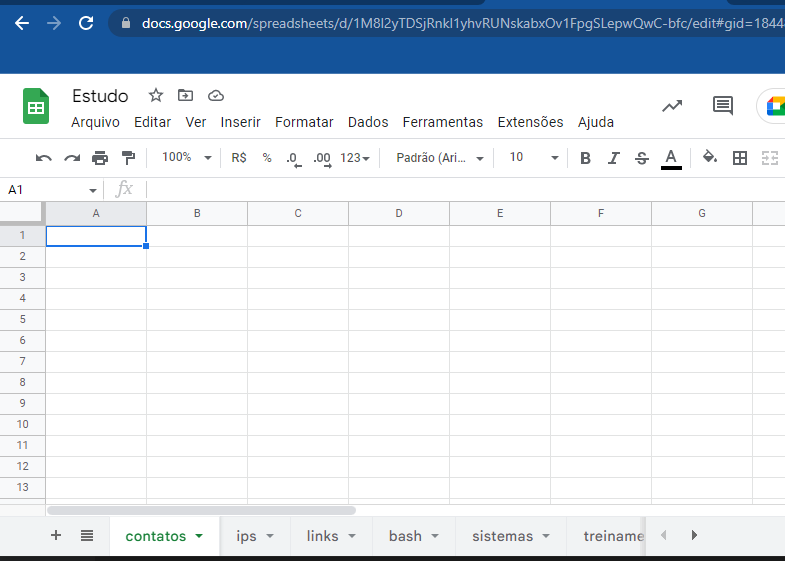 docs.google.com/spreadsheets/d/1M8I2yTDSjRnkI1yhvRUNskabxOv1FpgSLepwQwC-bfc/edit#gid=1844
Estudo
Arquivo Editar Ver Inserir Formatar Dados Ferramentas Extensões Ajuda
100% R$ % .0 .00 123 Padrão (Ari... 10 B I S A
A1 fx
A B C D E F G
1
2
3
4
5
6
7
8
9
10
11
12
13
+ contatos ips links bash sistemas treiname